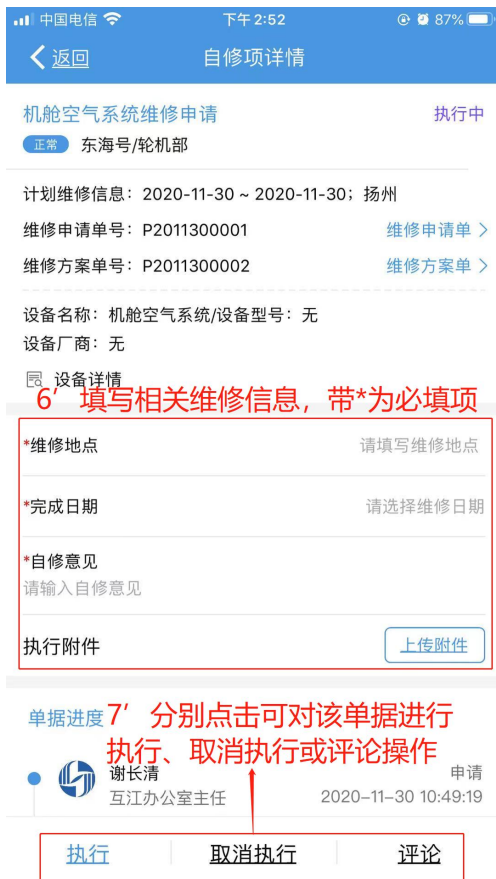 中国电信 下午 2:52 87%
返回 自修项详情
机舱空气系统维修申请 执行中
正常 东海号/轮机部
计划维修信息：2020-11-30 ~ 2020-11-30；扬州
维修申请单号：P2011300001 维修申请单
维修方案单号：P2011300002 维修方案单
设备名称：机舱空气系统/设备型号：无
设备厂商：无
设备详情
6’ 填写相关维修信息，带*为必填项
*维修地点 请填写维修地点
*完成日期 请选择维修日期
*自修意见
请输入自修意见
执行附件 上传附件
单据进度
7’ 分别点击可对该单据进行
执行、取消执行或评论操作
谢长清 申请
互江办公室主任 2020-11-30 10:49:19
执行 取消执行 评论